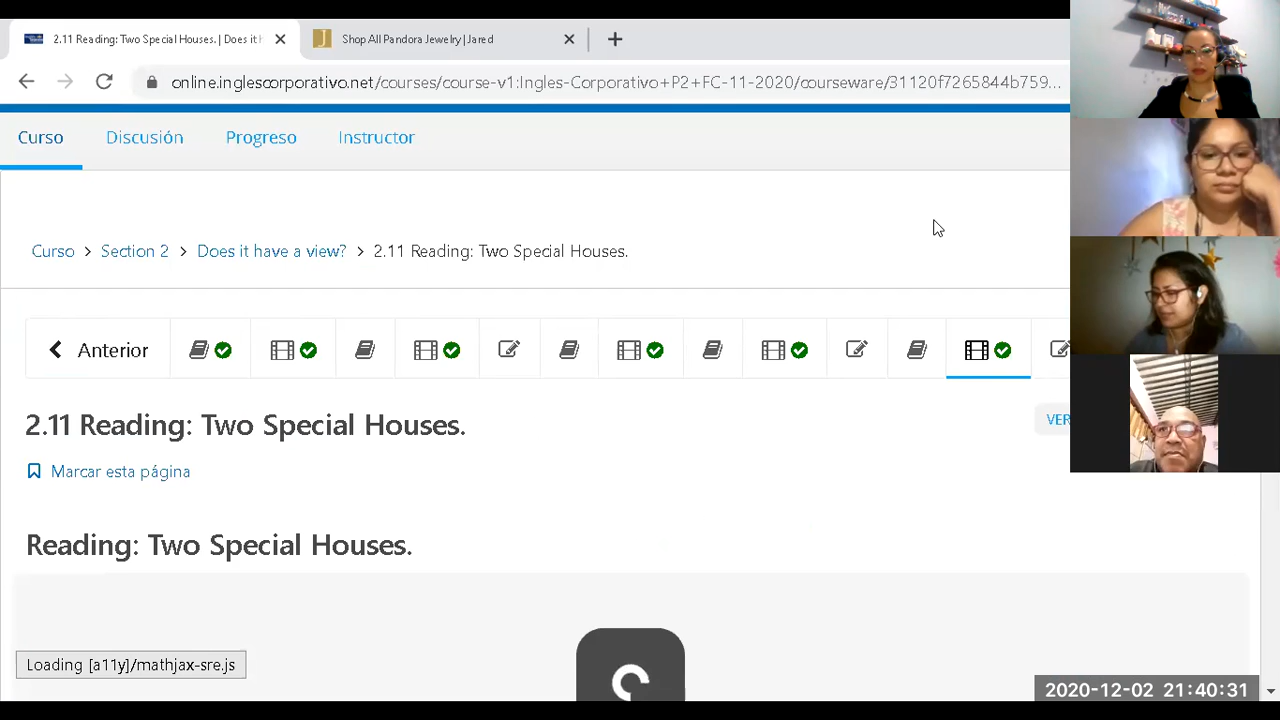 2.11 Reading: Two Special Houses. | Does it H
Shop All Pandora Jewelry | Jar
online.inglescorporativo.net/courses/course-v1:Ingles-Corporativo+P2+FC-11-2020/courseware/31120f7265844b759...
Curso Discusión Progreso Instructor
Curso > Section 2 > Does it have a view? > 2.11 Reading: Two Special Houses.
Anterior
2.11 Reading: Two Special Houses.
VER
Marcar esta página
Reading: Two Special Houses.
Loading [a11y]/mathjax-sre.js
2020-12-02 21:40:31